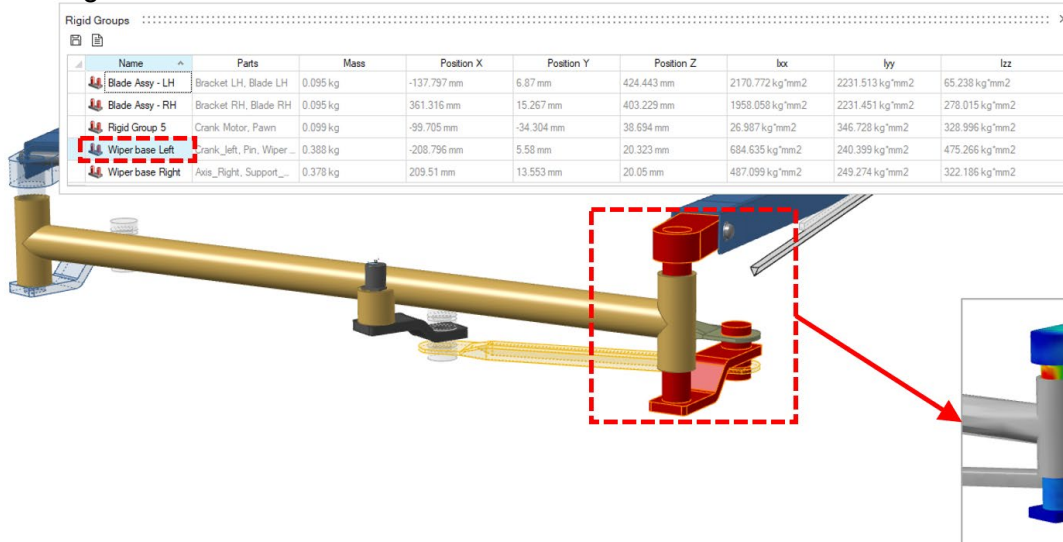 Rigid Groups
Name Parts Mass Position X Position Y Position Z Ixx Iyy Izz
Blade Assy - LH Bracket LH, Blade LH 0.095 kg -137.797 mm 6.87 mm 424.443 mm 2170.772 kg*mm2 2231.513 kg*mm2 65.238 kg*mm2
Blade Assy - RH Bracket RH, Blade RH 0.095 kg 361.316 mm 15.267 mm 403.229 mm 1958.058 kg*mm2 2231.451 kg*mm2 278.015 kg*mm2
Rigid Group 5 Crank Motor, Pawn 0.099 kg -99.705 mm -34.304 mm 38.694 mm 26.987 kg*mm2 346.728 kg*mm2 328.996 kg*mm2
Wiper base Left Crank_left, Pin, Wiper ... 0.388 kg -208.796 mm 5.58 mm 20.323 mm 684.635 kg*mm2 240.399 kg*mm2 475.266 kg*mm2
Wiper base Right Axis_Right, Support_... 0.378 kg 209.51 mm 13.553 mm 20.05 mm 487.099 kg*mm2 249.274 kg*mm2 322.186 kg*mm2